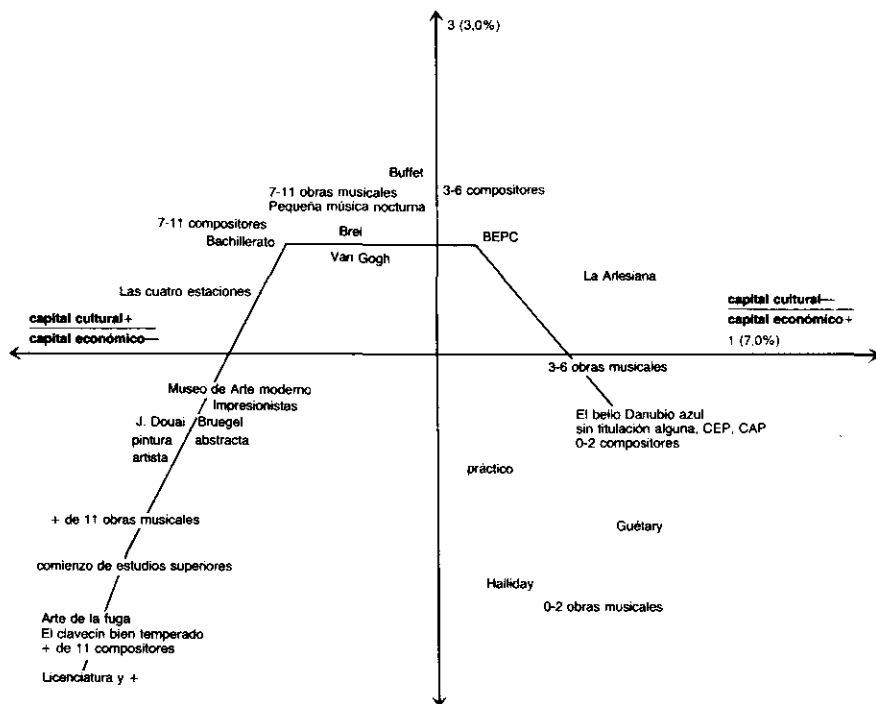 3 (3,0%)
Buffet
7-11 obras musicales
3-6 compositores
Pequeña música nocturna
7-11 compositores
Brel
Bachillerato
BEPC
Van Gogh
La Arlesiana
Las cuatro estaciones
capital cultural—
capital económico +
1 (7,0%)
capital cultural +
capital económico—
3-6 obras musicales
Museo de Arte moderno
Impresionistas
J. Douai
Bruegel
pintura
abstracta
artista
El bello Danubio azul
sin titulación alguna, CEP, CAP
0-2 compositores
práctico
+ de 11 obras musicales
Guétary
comienzo de estudios superiores
Halliday
0-2 obras musicales
Arte de la fuga
El clavecín bien temperado
+ de 11 compositores
Licenciatura y +